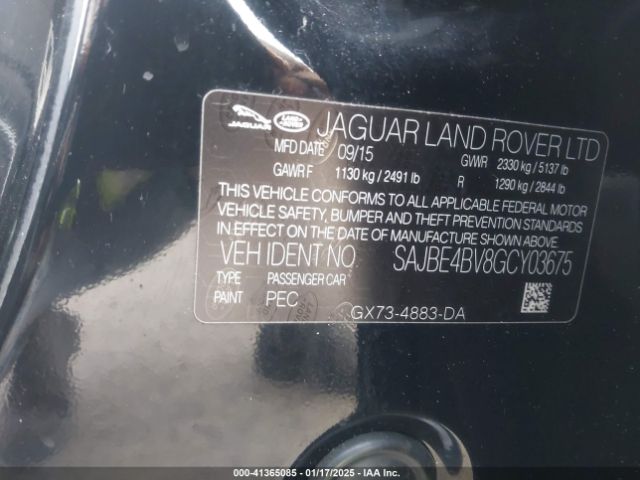 JAGUAR LAND ROVER JAGUAR LAND ROVER LTD
MFD DATE 09/15 GVWR 2330 kg / 5137 lb
GAWR F 1130 kg / 2491 lb R 1290 kg / 2844 lb
THIS VEHICLE CONFORMS TO ALL APPLICABLE FEDERAL MOTOR
VEHICLE SAFETY, BUMPER AND THEFT PREVENTION STANDARDS
IN EFFECT ON THE DATE OF MANUFACTURE SHOWN ABOVE.
VEH IDENT NO. SAJBE4BV8GCY03675
TYPE PASSENGER CAR
PAINT PEC
GX73-4883-DA
00-41365085 - 01/17/2025 - IAA Inc.